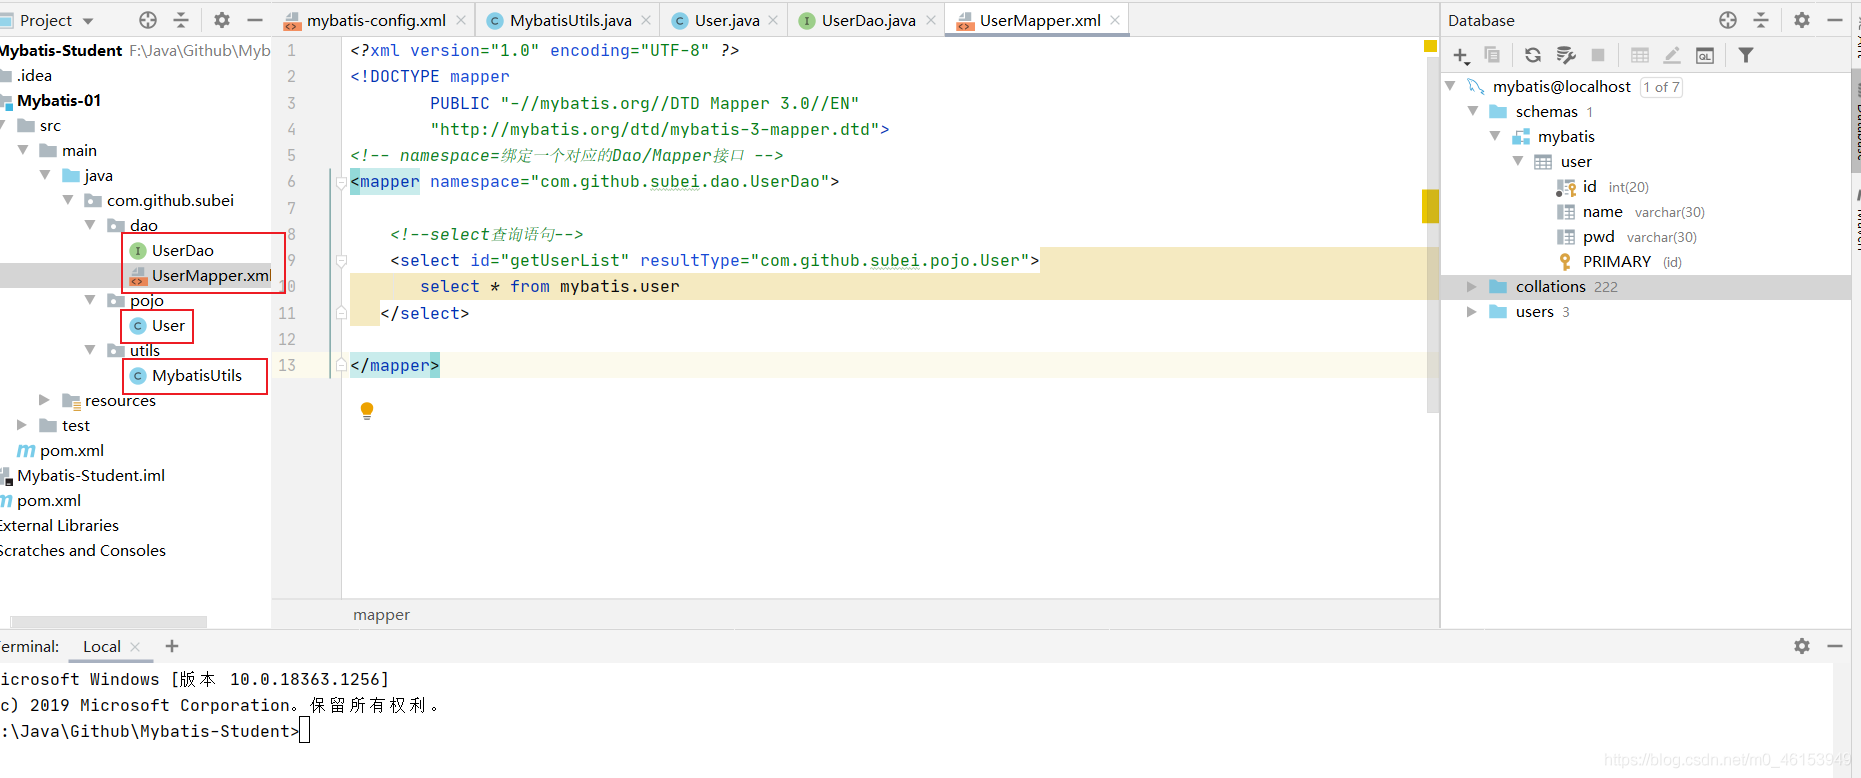 Project
Mybatis-Student F:\Java\Github\Myb
.idea
Mybatis-01
src
main
java
com.github.subei
dao
UserDao
UserMapper.xml
pojo
User
utils
MybatisUtils
resources
test
pom.xml
Mybatis-Student.iml
pom.xml
External Libraries
Scratches and Consoles
mybatis-config.xml
MybatisUtils.java
User.java
UserDao.java
UserMapper.xml
1 <?xml version="1.0" encoding="UTF-8" ?>
2 <!DOCTYPE mapper
3 PUBLIC "-//mybatis.org//DTD Mapper 3.0//EN"
4 "http://mybatis.org/dtd/mybatis-3-mapper.dtd">
5 <!-- namespace=绑定一个对应的Dao/Mapper接口 -->
6 <mapper namespace="com.github.subei.dao.UserDao">
7
8 <!--select查询语句-->
9 <select id="getUserList" resultType="com.github.subei.pojo.User">
10 select * from mybatis.user
11 </select>
12
13 </mapper>
mapper
Database
mybatis@localhost 1 of 7
schemas 1
mybatis
user
id int(20)
name varchar(30)
pwd varchar(30)
PRIMARY (id)
collations 222
users 3
Database
Maven
erminal: Local
icrosoft Windows [版本 10.0.18363.1256]
c) 2019 Microsoft Corporation。保留所有权利。
:\Java\Github\Mybatis-Student>
https://blog.csdn.net/m0_46153949